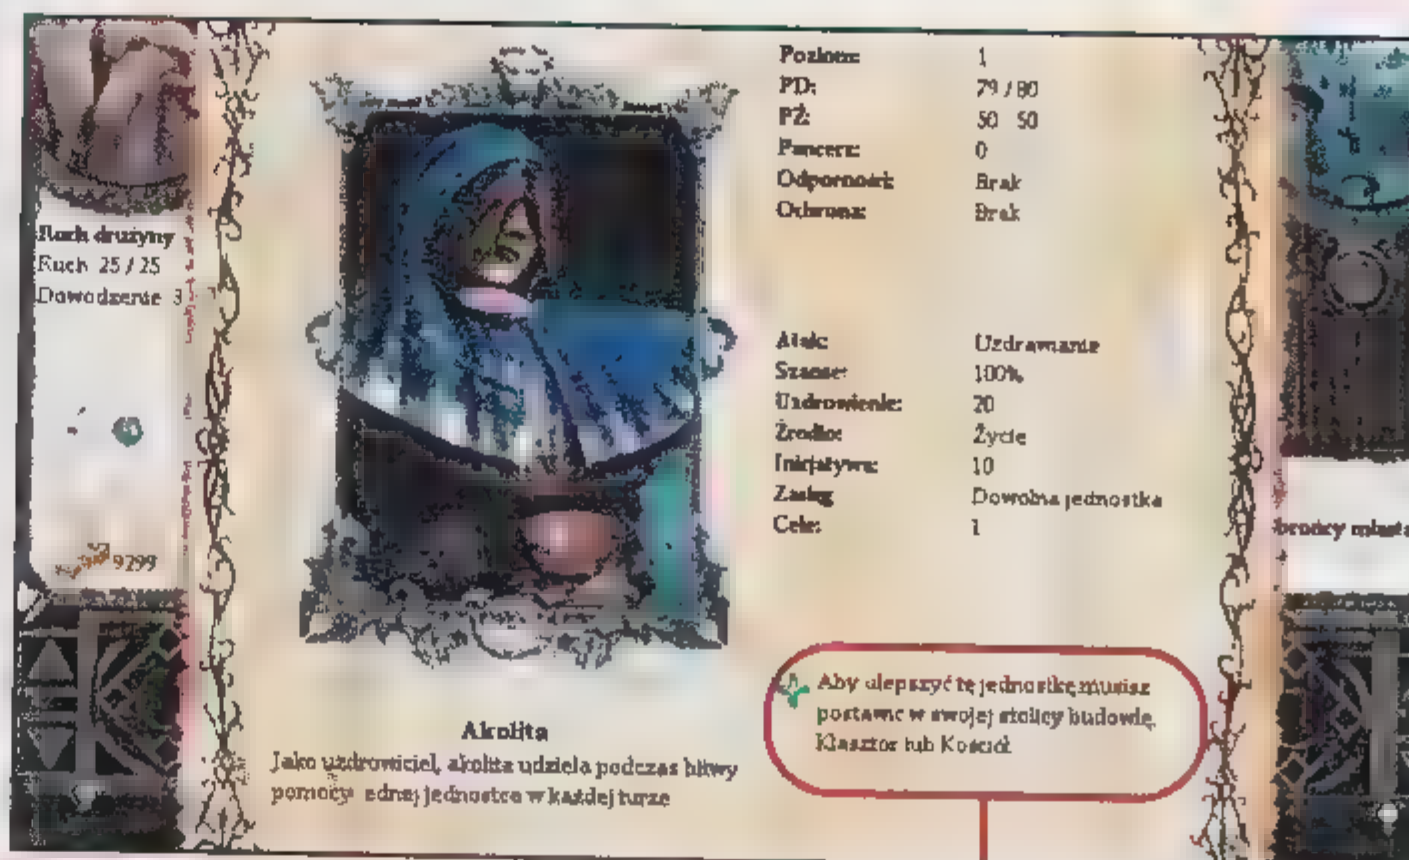 Ruch drużyny
Ruch 25 / 25
Dowodzenie 3
9299
Poziom: 1
PD: 79 / 80
PŻ: 50 50
Pancerz: 0
Odporność: Brak
Ochrona: Brak
Atak: Uzdrawianie
Szanse: 100%
Uzdrowienie: 20
Źródło: Życie
Inicjatywa: 10
Zasięg Dowolna jednostka
Cele: 1
Akolita
Jako uzdrowiciel, akolita udziela podczas bitwy
pomocy ednej jednostce w każdej turze
Aby ulepszyć tę jednostkę musisz
postawić w swojej stolicy budowlę
Klasztor lub Kościół
brońcy miasta